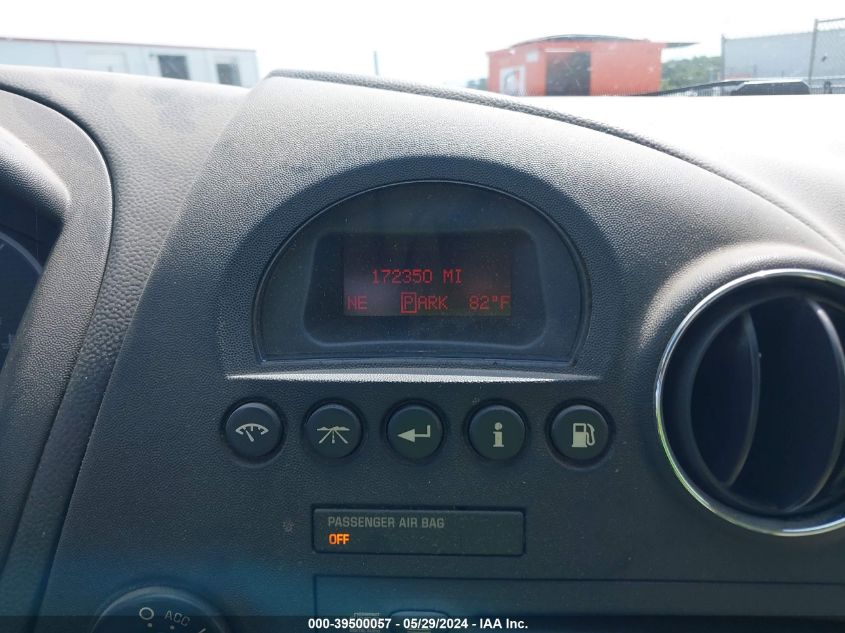 172350 MI
NE PARK 82°F
i
PASSENGER AIR BAG
OFF
ACC
000-39500057 - 05/29/2024 - IAA Inc.